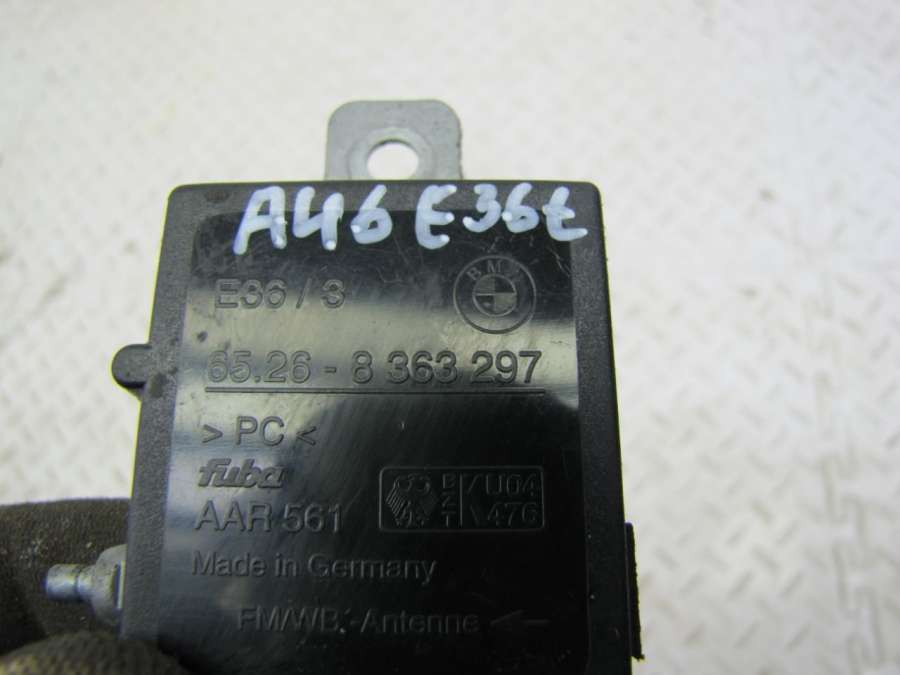 A46 E36t
E36 / 3
BMW
65.26 - 8 363 297
> PC <
fuba
BZT
U04
476
AAR 561
Made in Germany
FM/WB.-Antenne